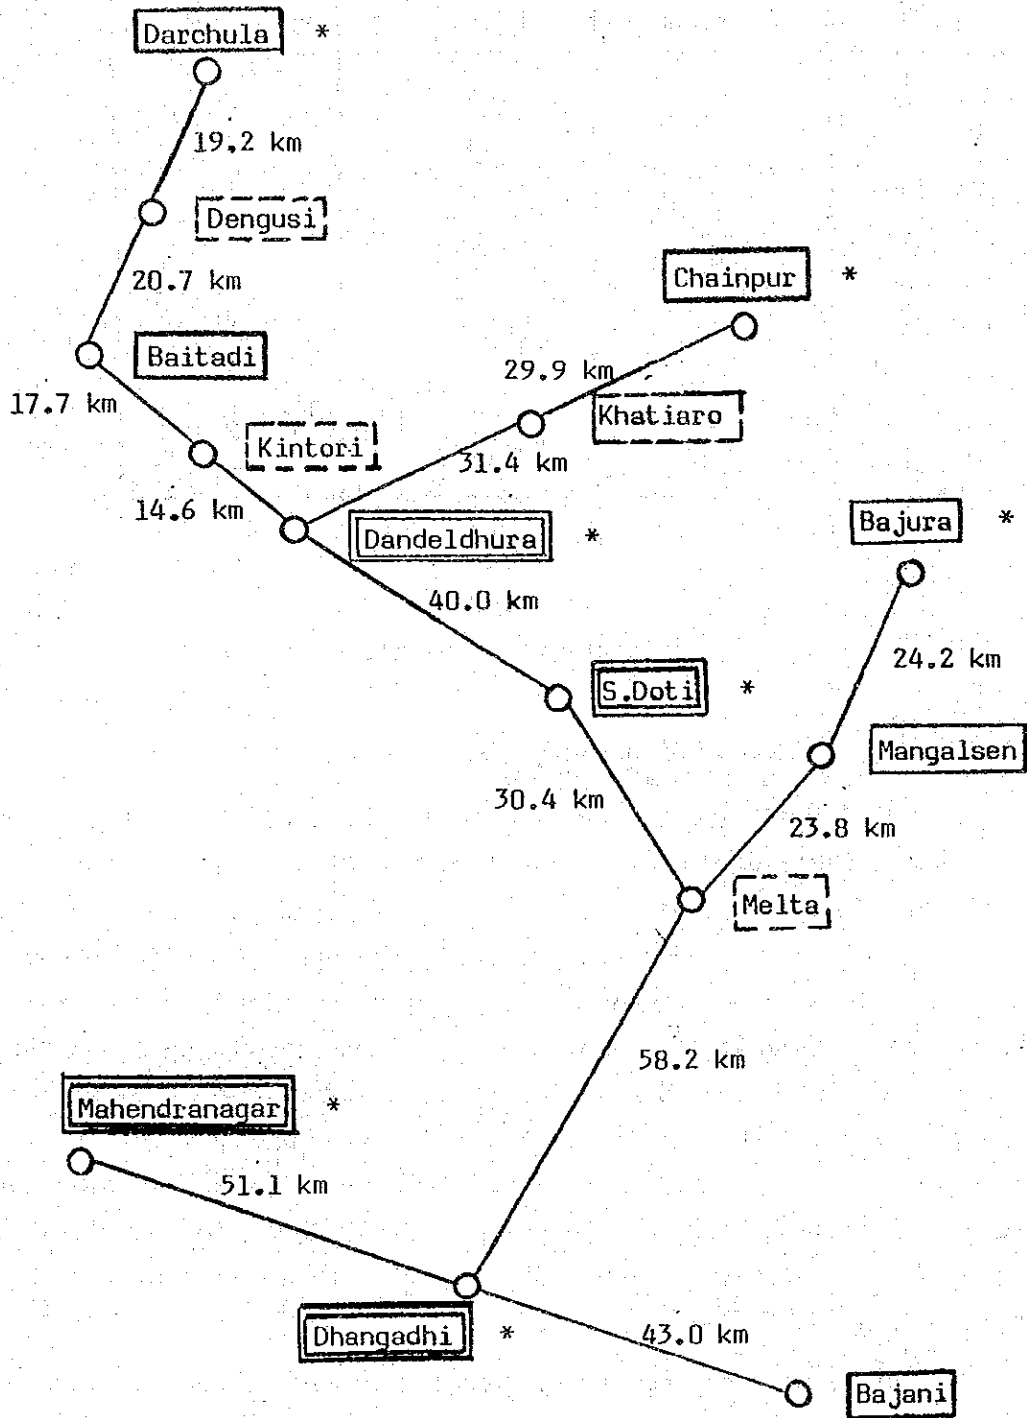 Darchula *
19.2 km
Dengusi
20.7 km
Chainpur *
Baitadi
29.9 km
17.7 km
Khatiaro
Kintori
31.4 km
14.6 km
Dandeldhura *
Bajura *
40.0 km
24.2 km
S.Doti *
Mangalsen
30.4 km
23.8 km
Melta
58.2 km
Mahendranagar *
51.1 km
Dhangadhi *
43.0 km
Bajani